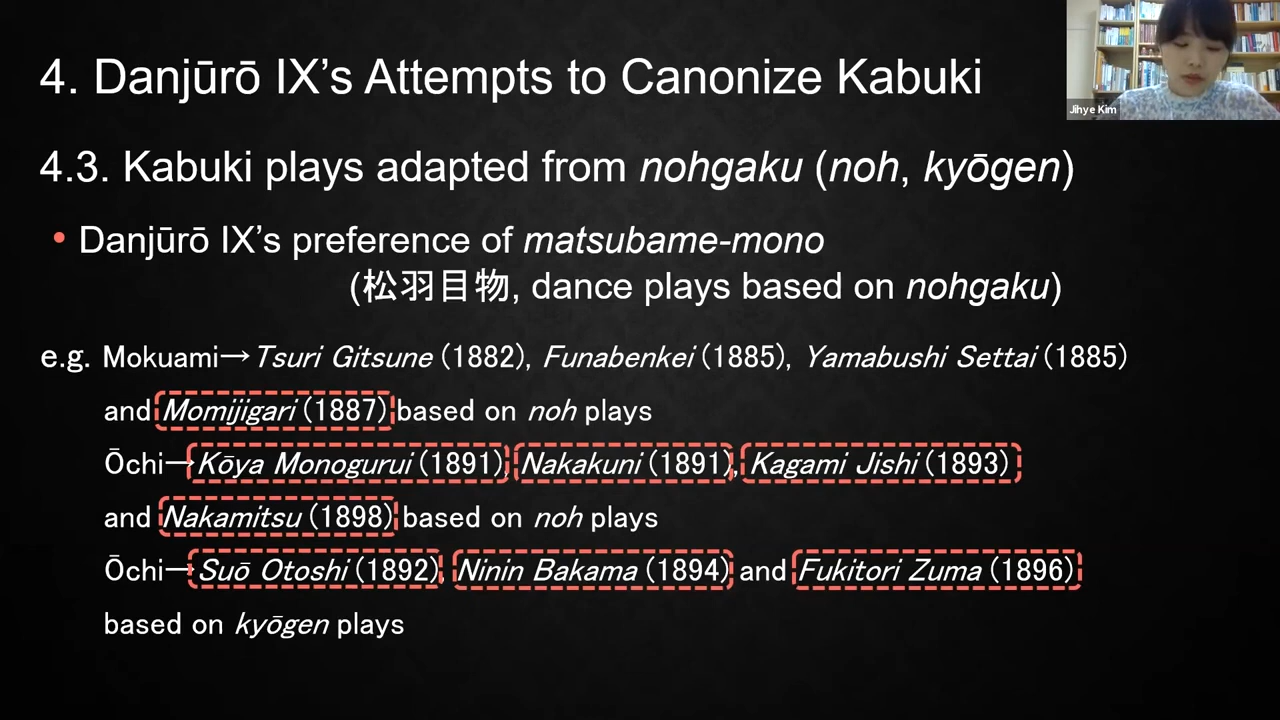 4. Danjūrō IX’s Attempts to Canonize Kabuki
Jihye Kim
4.3. Kabuki plays adapted from nohgaku (noh, kyōgen)
• Danjūrō IX’s preference of matsubame-mono
(松羽目物, dance plays based on nohgaku)
e.g. Mokuami→Tsuri Gitsune (1882), Funabenkei (1885), Yamabushi Settai (1885)
and Momijigari (1887) based on noh plays
Ōchi→Kōya Monogurui (1891), Nakakuni (1891), Kagami Jishi (1893)
and Nakamitsu (1898) based on noh plays
Ōchi→Suō Otoshi (1892), Ninin Bakama (1894) and Fukitori Zuma (1896)
based on kyōgen plays